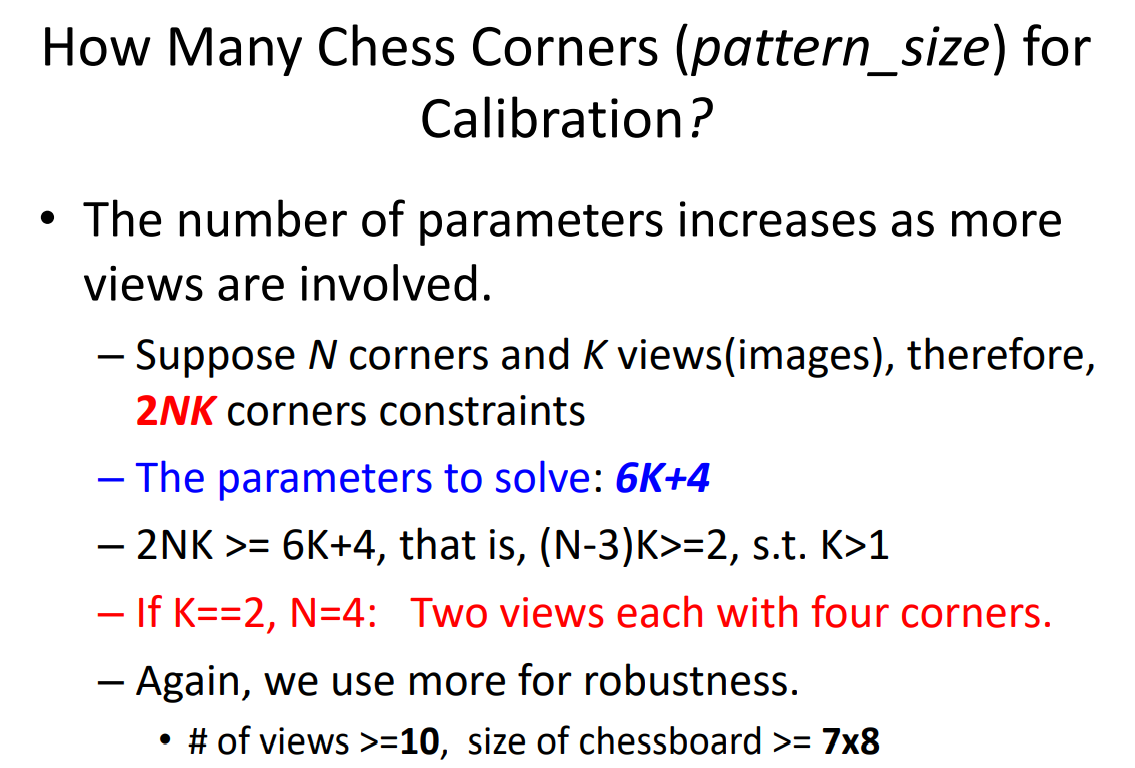 How Many Chess Corners (pattern_size) for
Calibration?
• The number of parameters increases as more
views are involved.
– Suppose N corners and K views(images), therefore,
2NK corners constraints
– The parameters to solve: 6K+4
– 2NK >= 6K+4, that is, (N-3)K>=2, s.t. K>1
– If K==2, N=4: Two views each with four corners.
– Again, we use more for robustness.
• # of views >=10, size of chessboard >= 7x8